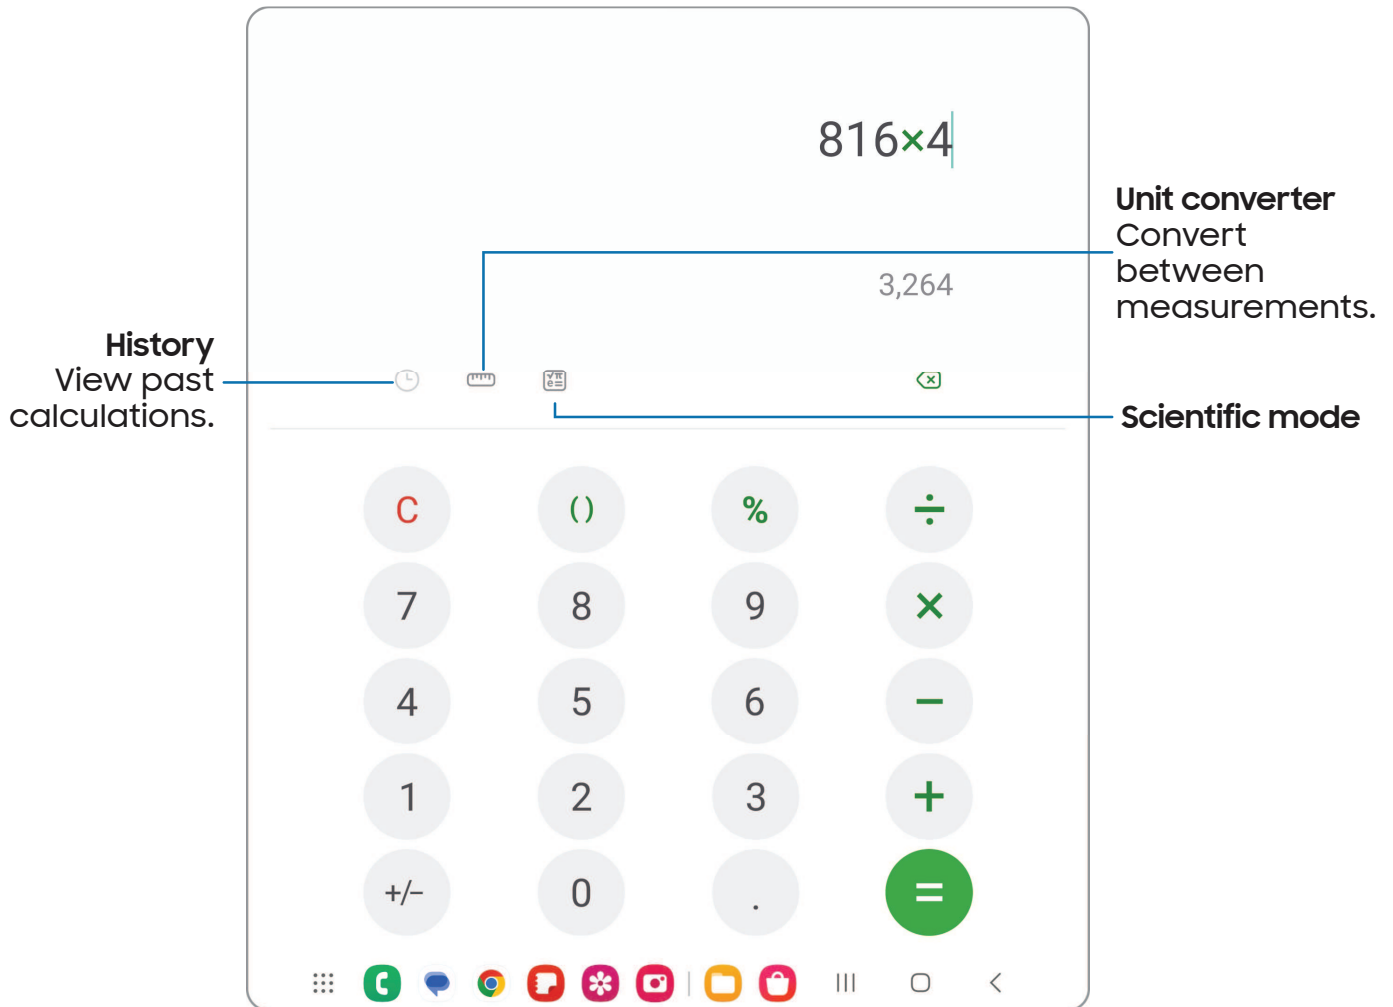 816×4
3,264
Unit converter
Convert
between
measurements.
History
View past
calculations.
√π
e=
Scientific mode
C
()
%
÷
7
8
9
×
4
5
6
−
1
2
3
+
+/−
0
.
=